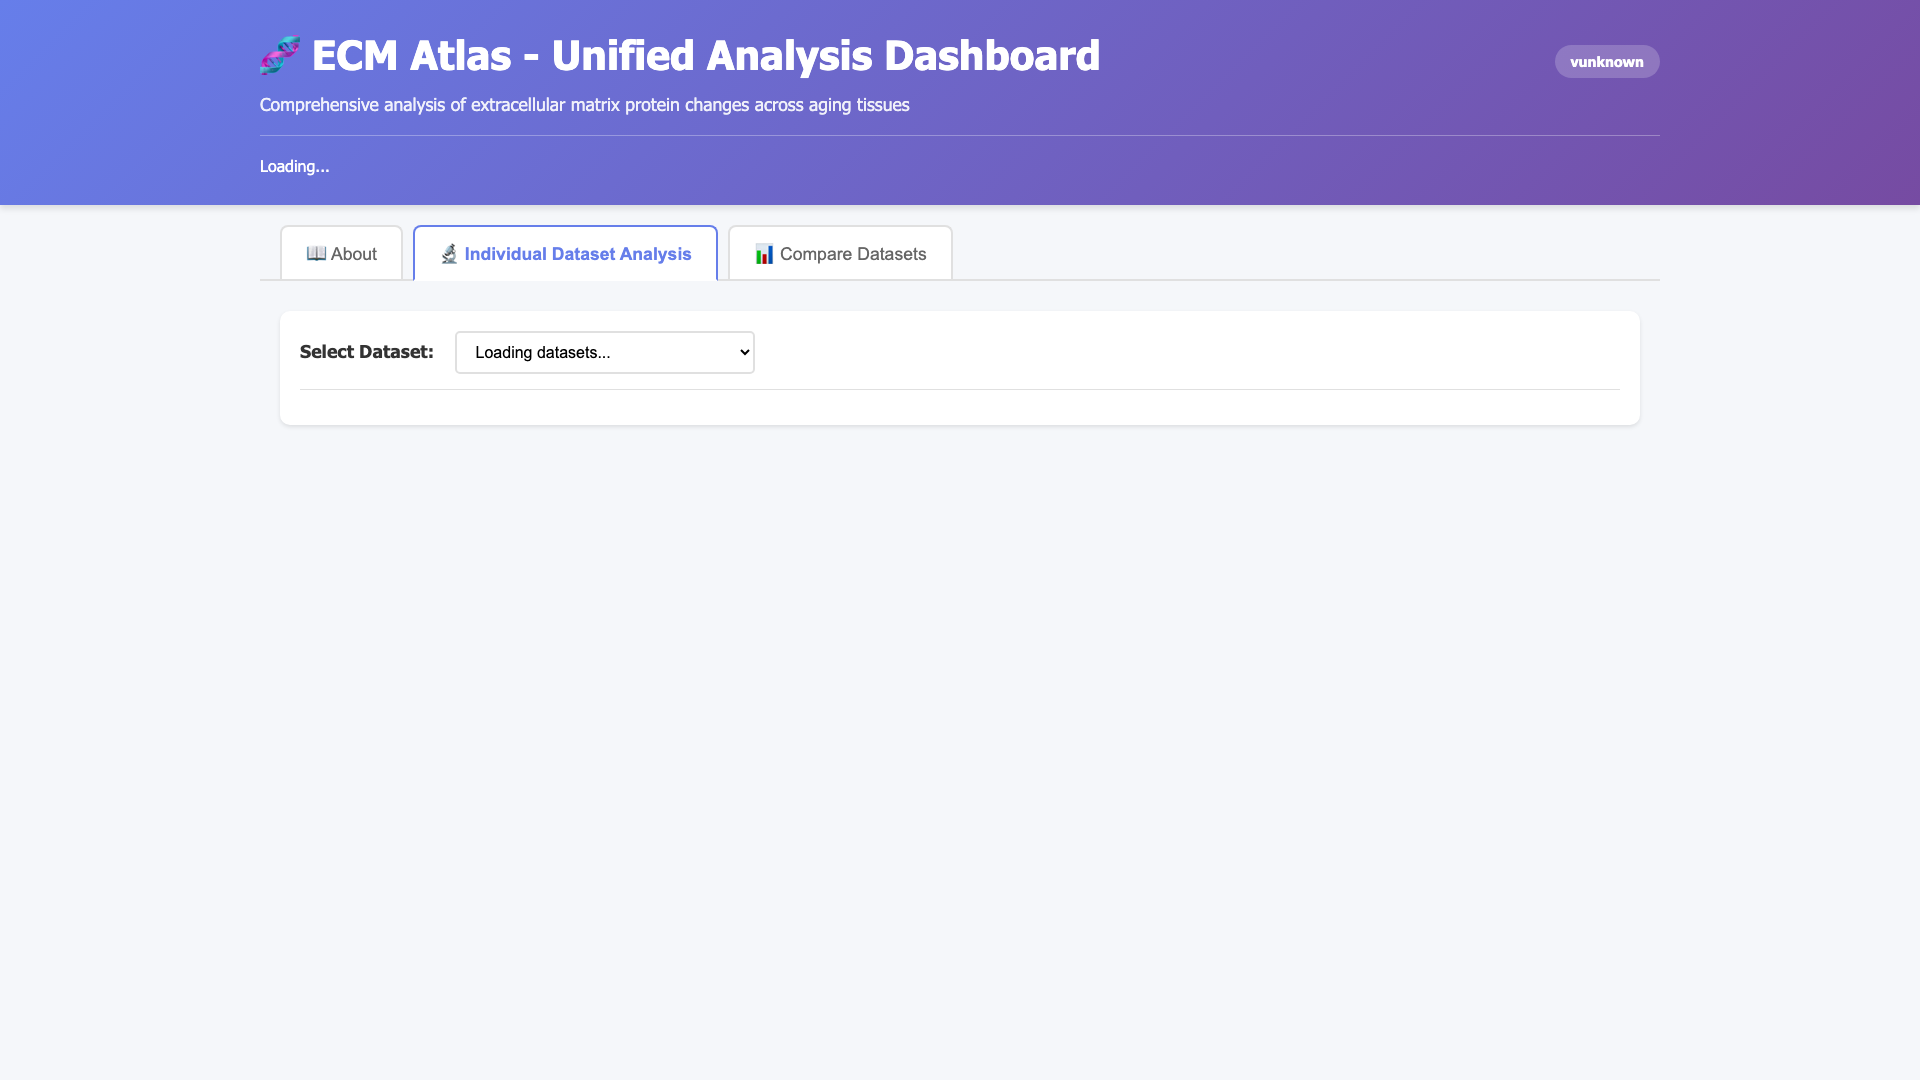 ECM Atlas - Unified Analysis Dashboard
vunknown
Comprehensive analysis of extracellular matrix protein changes across aging tissues
Loading...
About
Individual Dataset Analysis
Compare Datasets
Select Dataset:
Loading datasets...